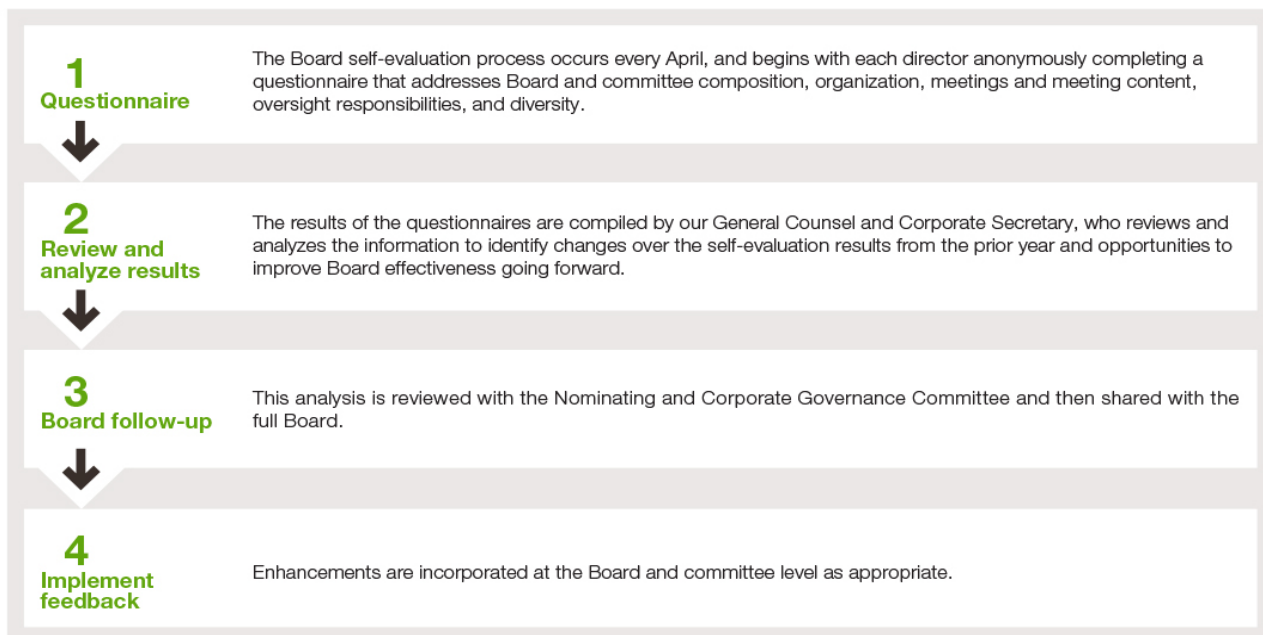 1
Questionnaire
The Board self-evaluation process occurs every April, and begins with each director anonymously completing a
questionnaire that addresses Board and committee composition, organization, meetings and meeting content,
oversight responsibilities, and diversity.
2
Review and
analyze results
The results of the questionnaires are compiled by our General Counsel and Corporate Secretary, who reviews and
analyzes the information to identify changes over the self-evaluation results from the prior year and opportunities to
improve Board effectiveness going forward.
3
Board follow-up
This analysis is reviewed with the Nominating and Corporate Governance Committee and then shared with the
full Board.
4
Implement
feedback
Enhancements are incorporated at the Board and committee level as appropriate.